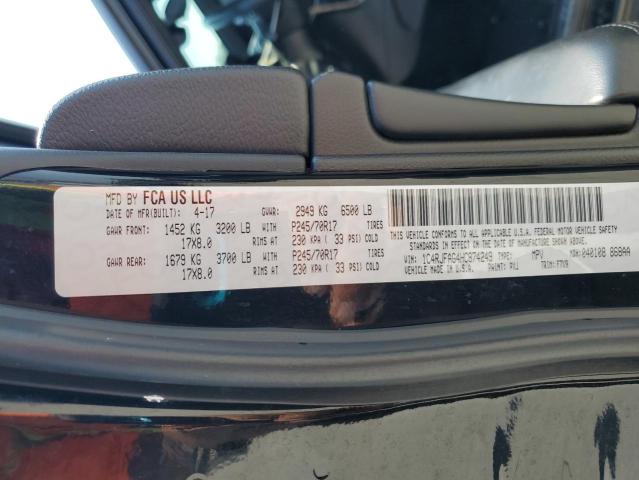 MFD BY FCA US LLC
DATE OF MFR(BUILT): 4-17 GVWR: 2949 KG 6500 LB
GAWR FRONT: 1452 KG 3200 LB WITH P245/70R17 TIRES
17X8.0 RIMS AT 230 KPA ( 33 PSI) COLD
GAWR REAR: 1679 KG 3700 LB WITH P245/70R17 TIRES
17X8.0 RIMS AT 230 KPA ( 33 PSI) COLD
THIS VEHICLE CONFORMS TO ALL APPLICABLE U.S.A. FEDERAL MOTOR VEHICLE SAFETY
STANDARDS IN EFFECT ON THE DATE OF MANUFACTURE SHOWN ABOVE.
VIN: 1C4RJFAG4HC874249 TYPE: MPV MDH: 040108 868AA
V.I.N.: U.S.A. PAINT: TRIM: F7V9